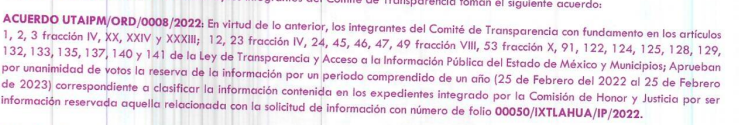 Comité de Transparencia toman el siguiente acuerdo:
ACUERDO UTAIPM/ORD/0008/2022: En virtud de lo anterior, los integrantes del Comité de Transparencia con fundamento en los artículos
1, 2, 3 fracción IV, XX, XXIV y XXXIII; 12, 23 fracción IV, 24, 45, 46, 47, 49 fracción VIII, 53 fracción X, 91, 122, 124, 125, 128, 129,
132, 133, 135, 137, 140 y 141 de la Ley de Transparencia y Acceso a la Información Pública del Estado de México y Municipios; Aprueban
por unanimidad de votos la reserva de la información por un periodo comprendido de un año (25 de Febrero del 2022 al 25 de Febrero
de 2023) correspondiente a clasificar la información contenida en los expedientes integrado por la Comisión de Honor y Justicia por ser
información reservada aquella relacionada con la solicitud de información con número de folio 00050/IXTLAHUA/IP/2022.